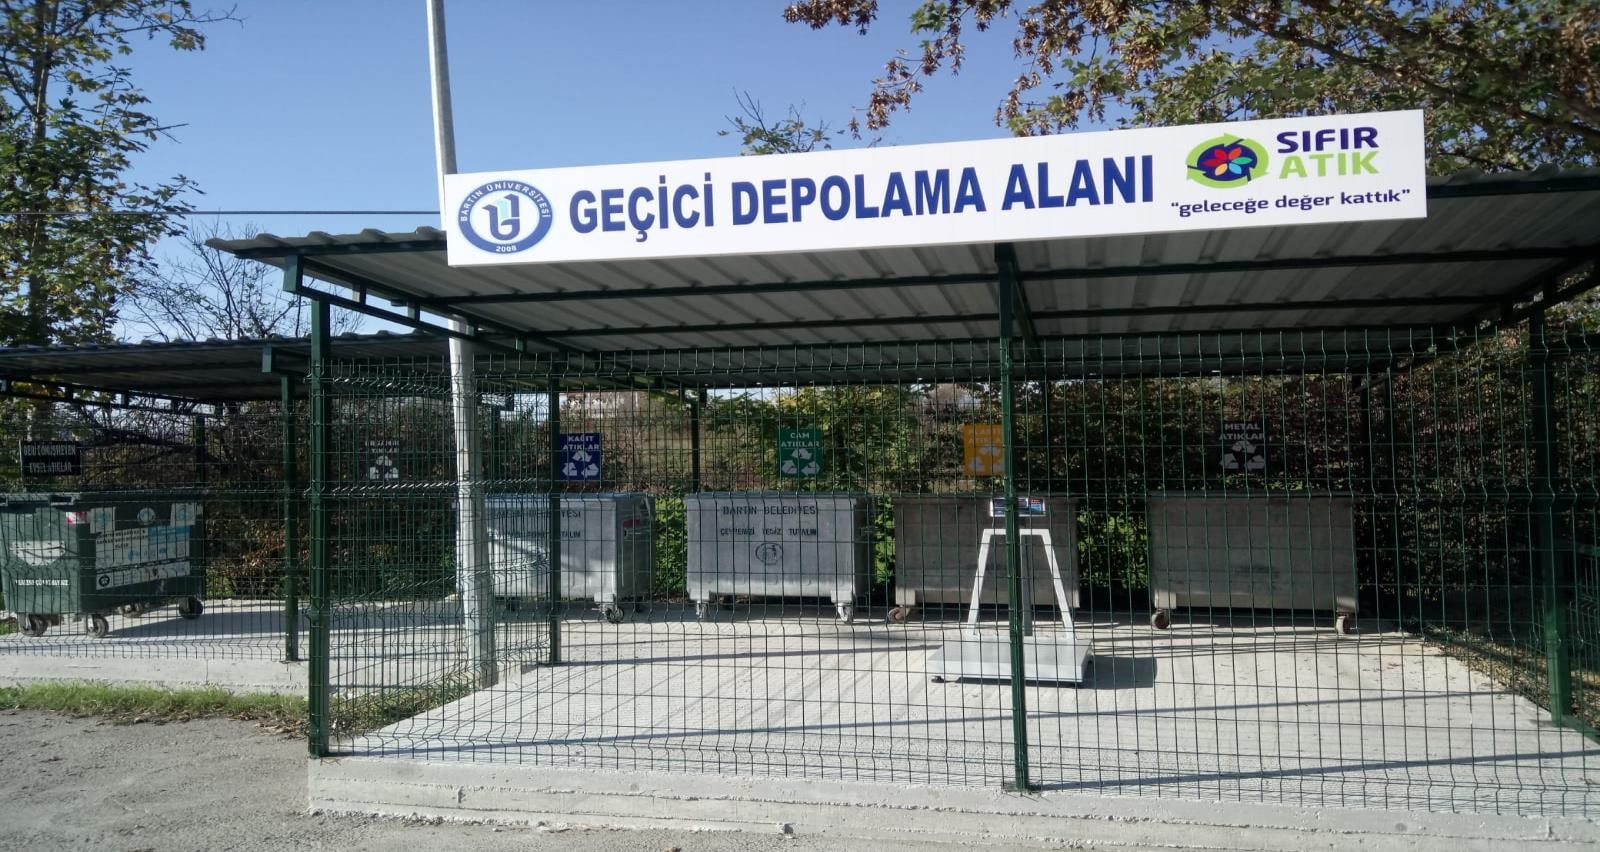 BARTIN ÜNİVERSİTESİ
2008
GEÇİCİ DEPOLAMA ALANI
SIFIR
ATIK
“geleceğe değer kattık”
KAĞIT
ATIKLAR
CAM
ATIKLAR
METAL
ATIKLAR
BARTIN BELEDİYESİ
ÇEVREMİZİ TEMİZ TUTALIM